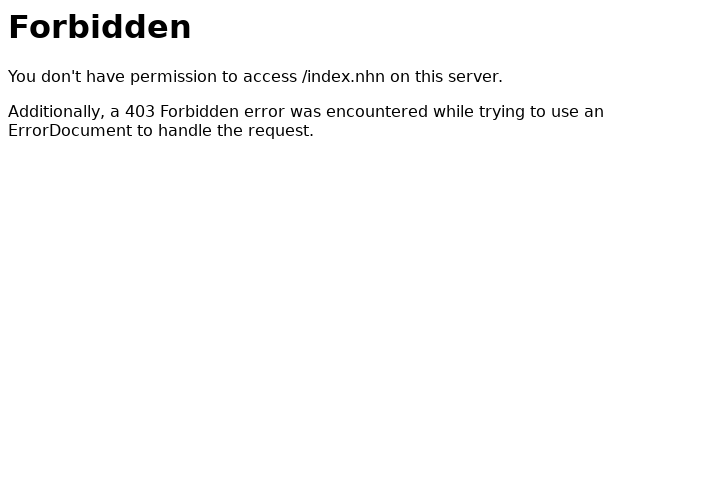 Forbidden
You don't have permission to access /index.nhn on this server.
Additionally, a 403 Forbidden error was encountered while trying to use an
ErrorDocument to handle the request.